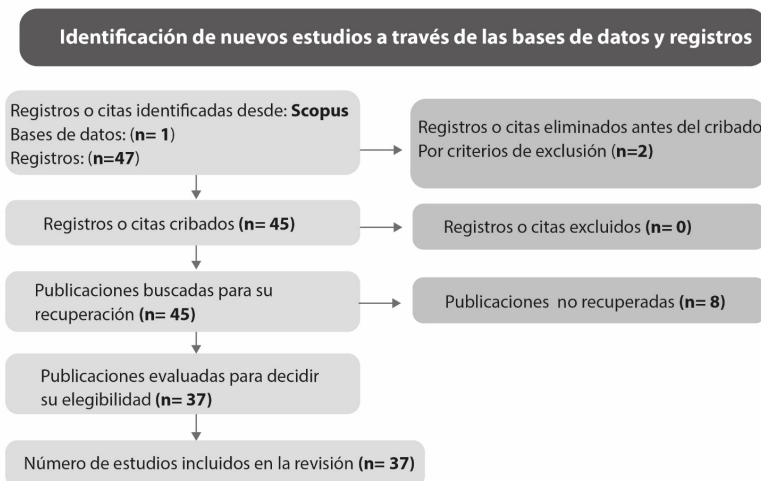 Identificación de nuevos estudios a través de las bases de datos y registros
Registros o citas identificadas desde: Scopus
Bases de datos: (n= 1)
Registros: (n=47)
Registros o citas eliminados antes del cribado
Por criterios de exclusión (n=2)
Registros o citas cribados (n= 45)
Registros o citas excluidos (n= 0)
Publicaciones buscadas para su
recuperación (n= 45)
Publicaciones no recuperadas (n= 8)
Publicaciones evaluadas para decidir
su elegibilidad (n= 37)
Número de estudios incluidos en la revisión (n= 37)